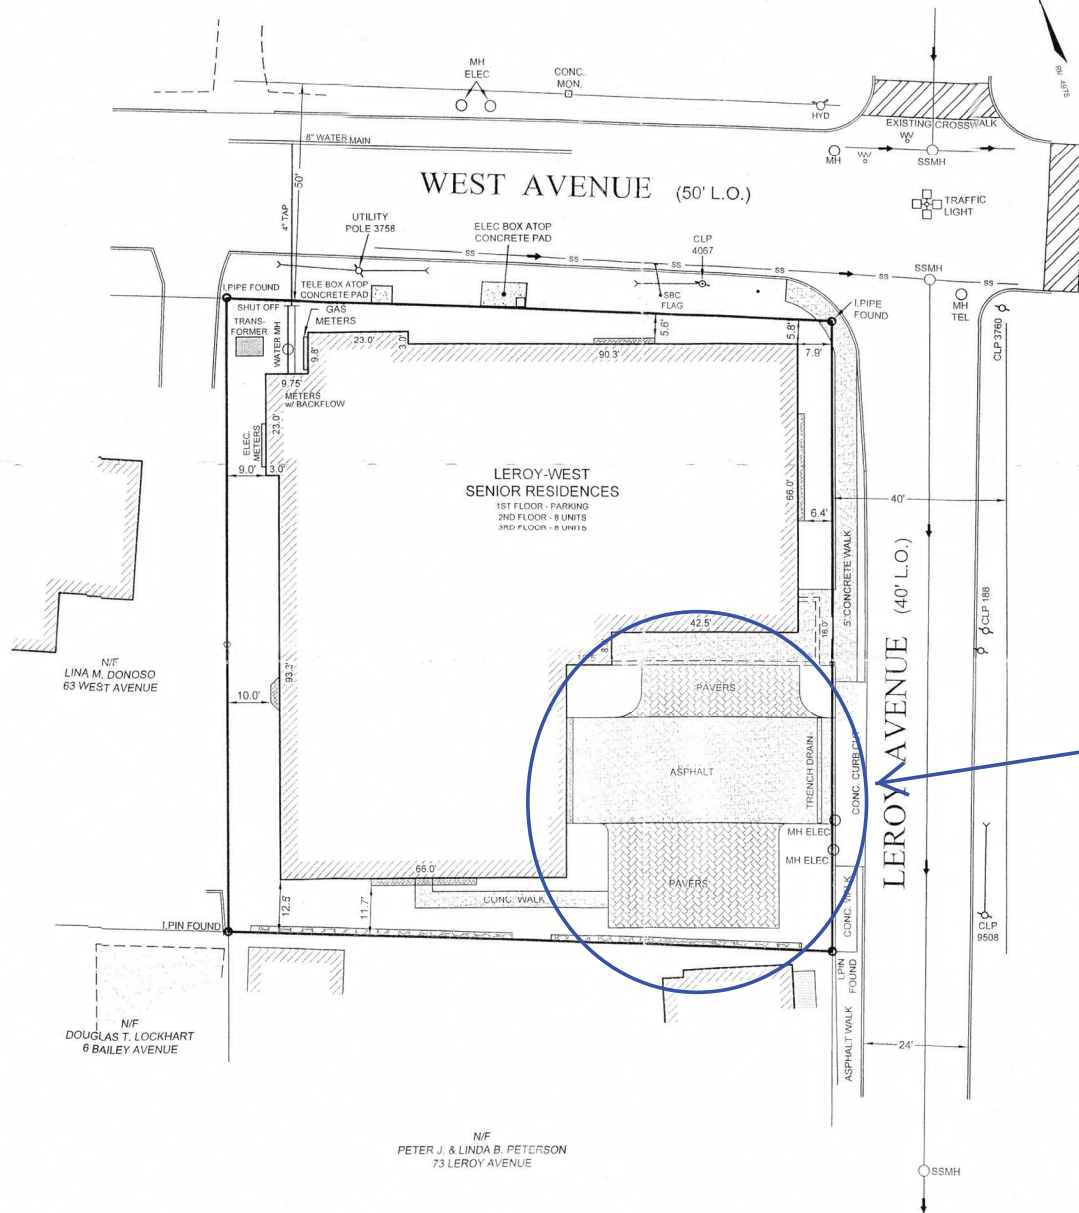 MH
ELEC
CONC.
MON.
HYD
EXISTING CROSSWALK
WV
MH
WV
SSMH
8" WATER MAIN
50'
4" TAP
WEST AVENUE (50' L.O.)
TRAFFIC
LIGHT
UTILITY
POLE 3758
ELEC BOX ATOP
CONCRETE PAD
CLP
4067
SS
SS
SS
SS
SS
SS
SSMH
I.PIPE FOUND
TELE BOX ATOP
CONCRETE PAD
SBC
FLAG
I.PIPE
FOUND
MH
TEL
CLP 3760
SHUT OFF
GAS
METERS
TRANS-
FORMER
WATER MH
9.8'
23.0'
3.0'
5.6'
5.8'
90.3'
7.9'
9.75'
METERS
w/ BACKFLOW
23.0'
ELEC.
METERS
9.0'
3.0'
LEROY-WEST
SENIOR RESIDENCES
1ST FLOOR - PARKING
2ND FLOOR - 8 UNITS
3RD FLOOR - 8 UNITS
66.0'
6.4'
40'
5' CONCRETE WALK
LEROY AVENUE (40' L.O.)
CLP 188
42.5'
16.0'
N/F
LINA M. DONOSO
63 WEST AVENUE
93.3'
10.0'
PAVERS
ASPHALT
TRENCH DRAIN
CONC. CURB CUT
MH ELEC
MH ELEC
PAVERS
66.0'
CONC. WALK
12.5'
11.7'
CONC. WALK
CLP
9508
I.PIN FOUND
I.PIN
FOUND
ASPHALT WALK
24'
N/F
DOUGLAS T. LOCKHART
6 BAILEY AVENUE
N/F
PETER J. & LINDA B. PETERSON
73 LEROY AVENUE
SSMH